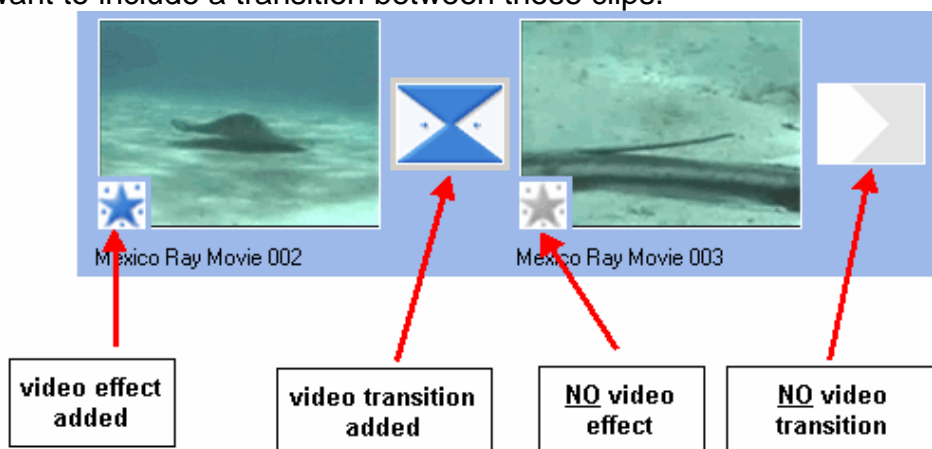 want to include a transition between these clips.
Mexico Ray Movie 002
Mexico Ray Movie 003
video effect
added
video transition
added
NO video
effect
NO video
transition